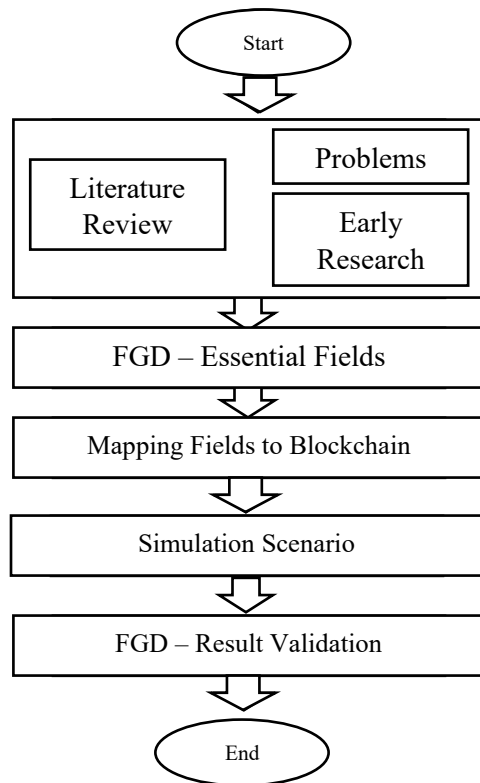 Start
Literature
Review
Problems
Early
Research
FGD – Essential Fields
Mapping Fields to Blockchain
Simulation Scenario
FGD – Result Validation
End